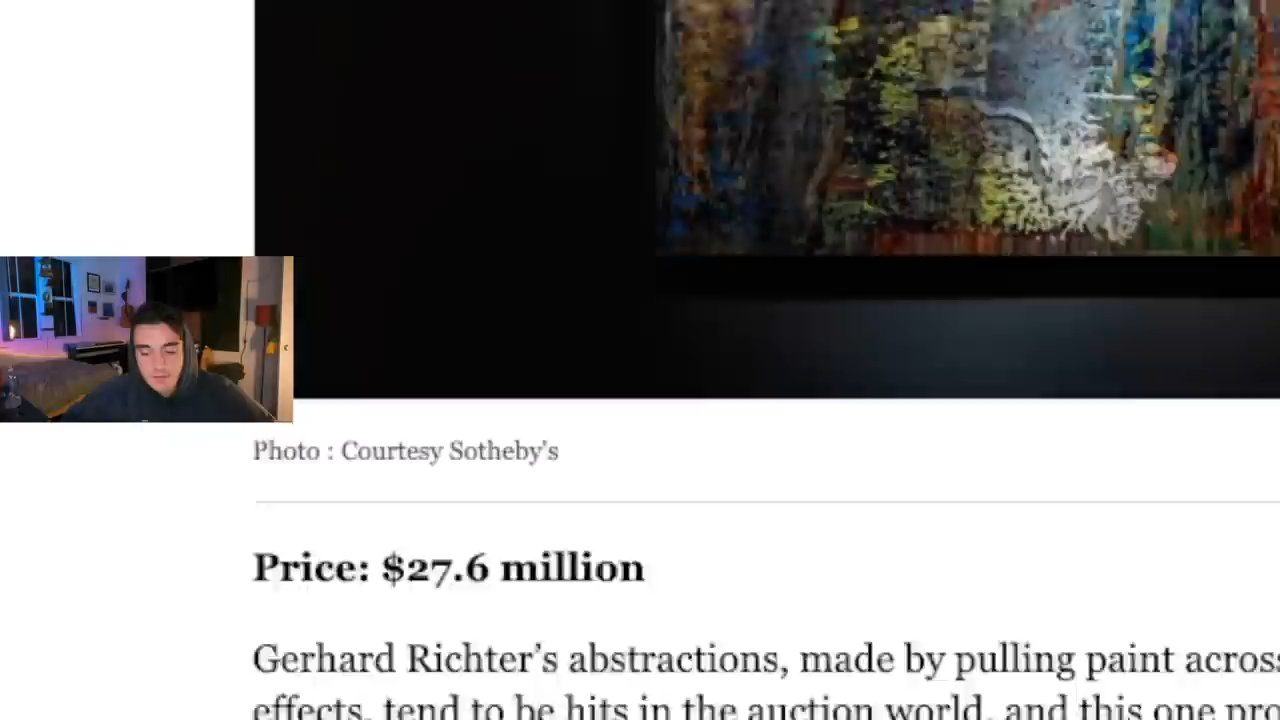 Photo : Courtesy Sotheby's
Price: $27.6 million
Gerhard Richter’s abstractions, made by pulling paint across
effects, tend to be hits in the auction world, and this one